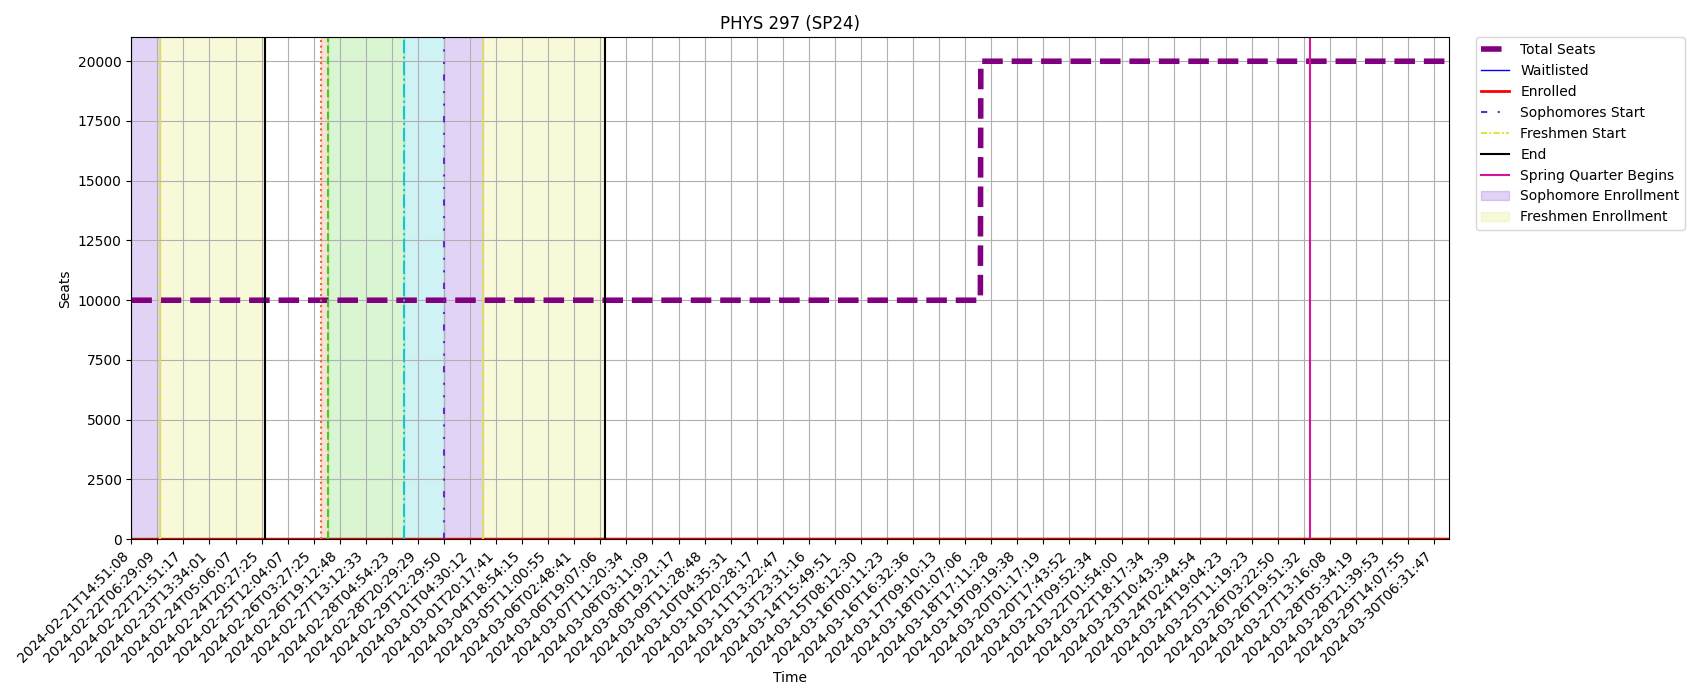 PHYS 297 (SP24)
Seats
20000
17500
15000
12500
10000
7500
5000
2500
0
Total Seats
Waitlisted
Enrolled
Sophomores Start
Freshmen Start
End
Spring Quarter Begins
Sophomore Enrollment
Freshmen Enrollment
2024-02-21T14:51:08
2024-02-22T06:29:09
2024-02-22T21:51:17
2024-02-23T13:34:01
2024-02-24T05:06:07
2024-02-24T20:27:25
2024-02-25T12:04:07
2024-02-26T03:27:25
2024-02-26T19:12:48
2024-02-27T13:12:33
2024-02-28T04:54:23
2024-02-28T20:29:29
2024-02-29T12:29:50
2024-03-01T04:30:12
2024-03-01T20:17:41
2024-03-04T18:54:15
2024-03-05T11:00:55
2024-03-06T02:48:41
2024-03-06T19:07:06
2024-03-07T11:20:34
2024-03-08T03:11:09
2024-03-08T19:21:17
2024-03-09T11:28:48
2024-03-10T04:35:31
2024-03-10T20:28:17
2024-03-11T13:22:47
2024-03-13T23:31:16
2024-03-14T15:49:51
2024-03-15T08:12:30
2024-03-16T00:11:23
2024-03-16T16:32:36
2024-03-17T09:10:13
2024-03-18T01:07:06
2024-03-18T17:11:28
2024-03-19T09:19:38
2024-03-20T01:17:19
2024-03-20T17:43:52
2024-03-21T09:52:34
2024-03-22T01:54:00
2024-03-22T18:17:34
2024-03-23T10:43:39
2024-03-24T02:44:54
2024-03-24T19:04:23
2024-03-25T11:19:23
2024-03-26T03:22:50
2024-03-26T19:51:32
2024-03-27T13:16:08
2024-03-28T05:34:19
2024-03-28T21:39:53
2024-03-29T14:07:55
2024-03-30T06:31:47
Time